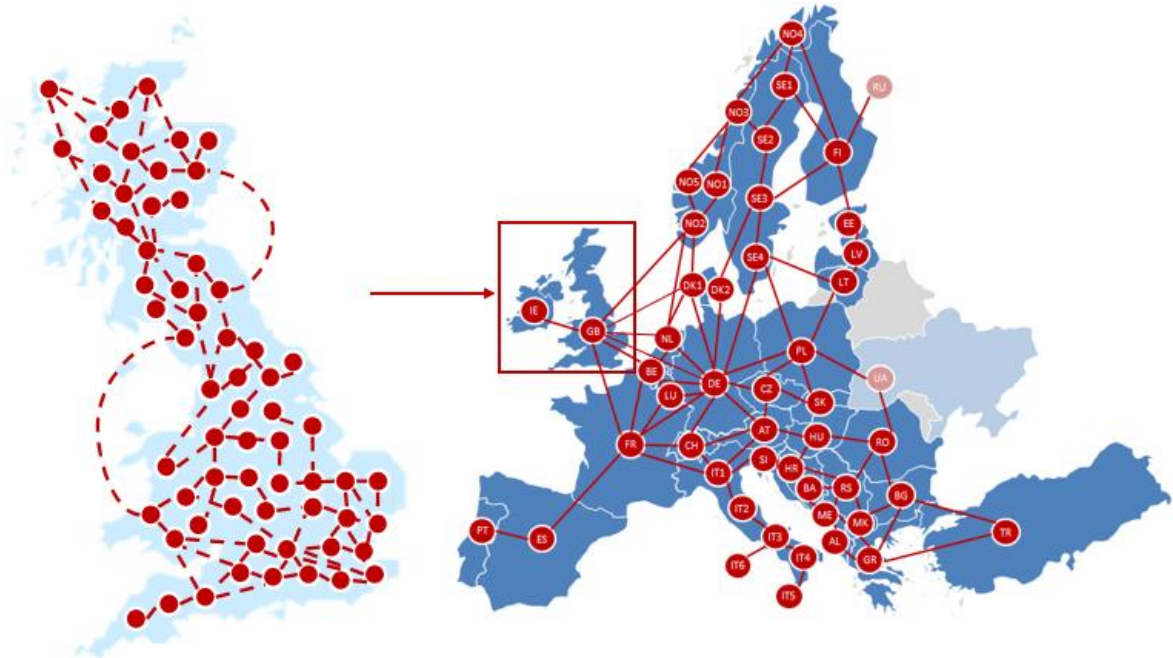 NO4
SE1
RU
NO3
SE2
FI
NO5
NO1
SE3
NO2
EE
LV
SE4
LT
DK1
DK2
IE
GB
NL
PL
BE
DE
UA
LU
CZ
SK
FR
CH
AT
HU
RO
IT1
SI
HR
BA
RS
BG
IT2
ME
MK
PT
ES
IT3
AL
TR
IT6
IT4
GR
IT5